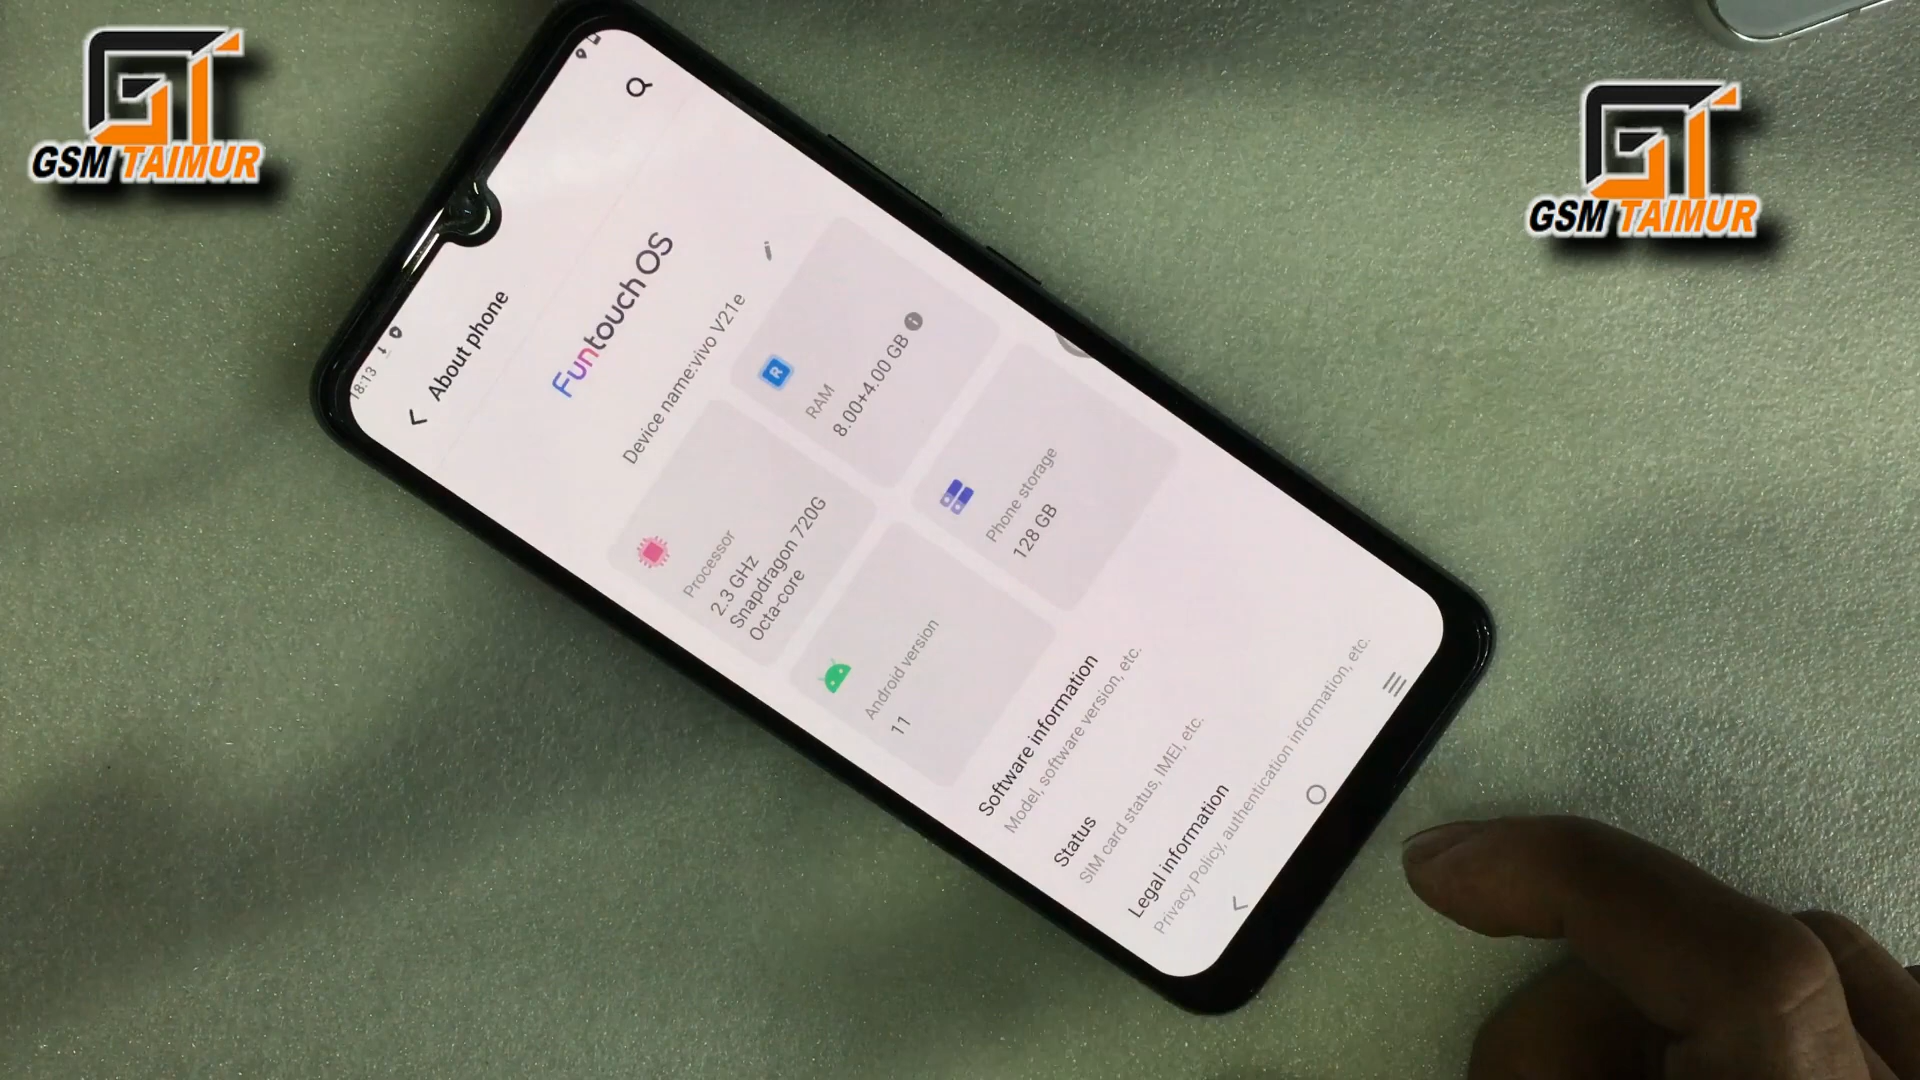 GSM TAIMUR
GSM TAIMUR
18:13
About phone
Funtouch OS
Device name:vivo V21e
Processor
2.3 GHz
Snapdragon 720G
Octa-core
R
RAM
8.00+4.00 GB
Android version
11
Phone storage
128 GB
Software information
Model, software version, etc.
Status
SIM card status, IMEI, etc.
Legal information
Privacy Policy, authentication information, etc.